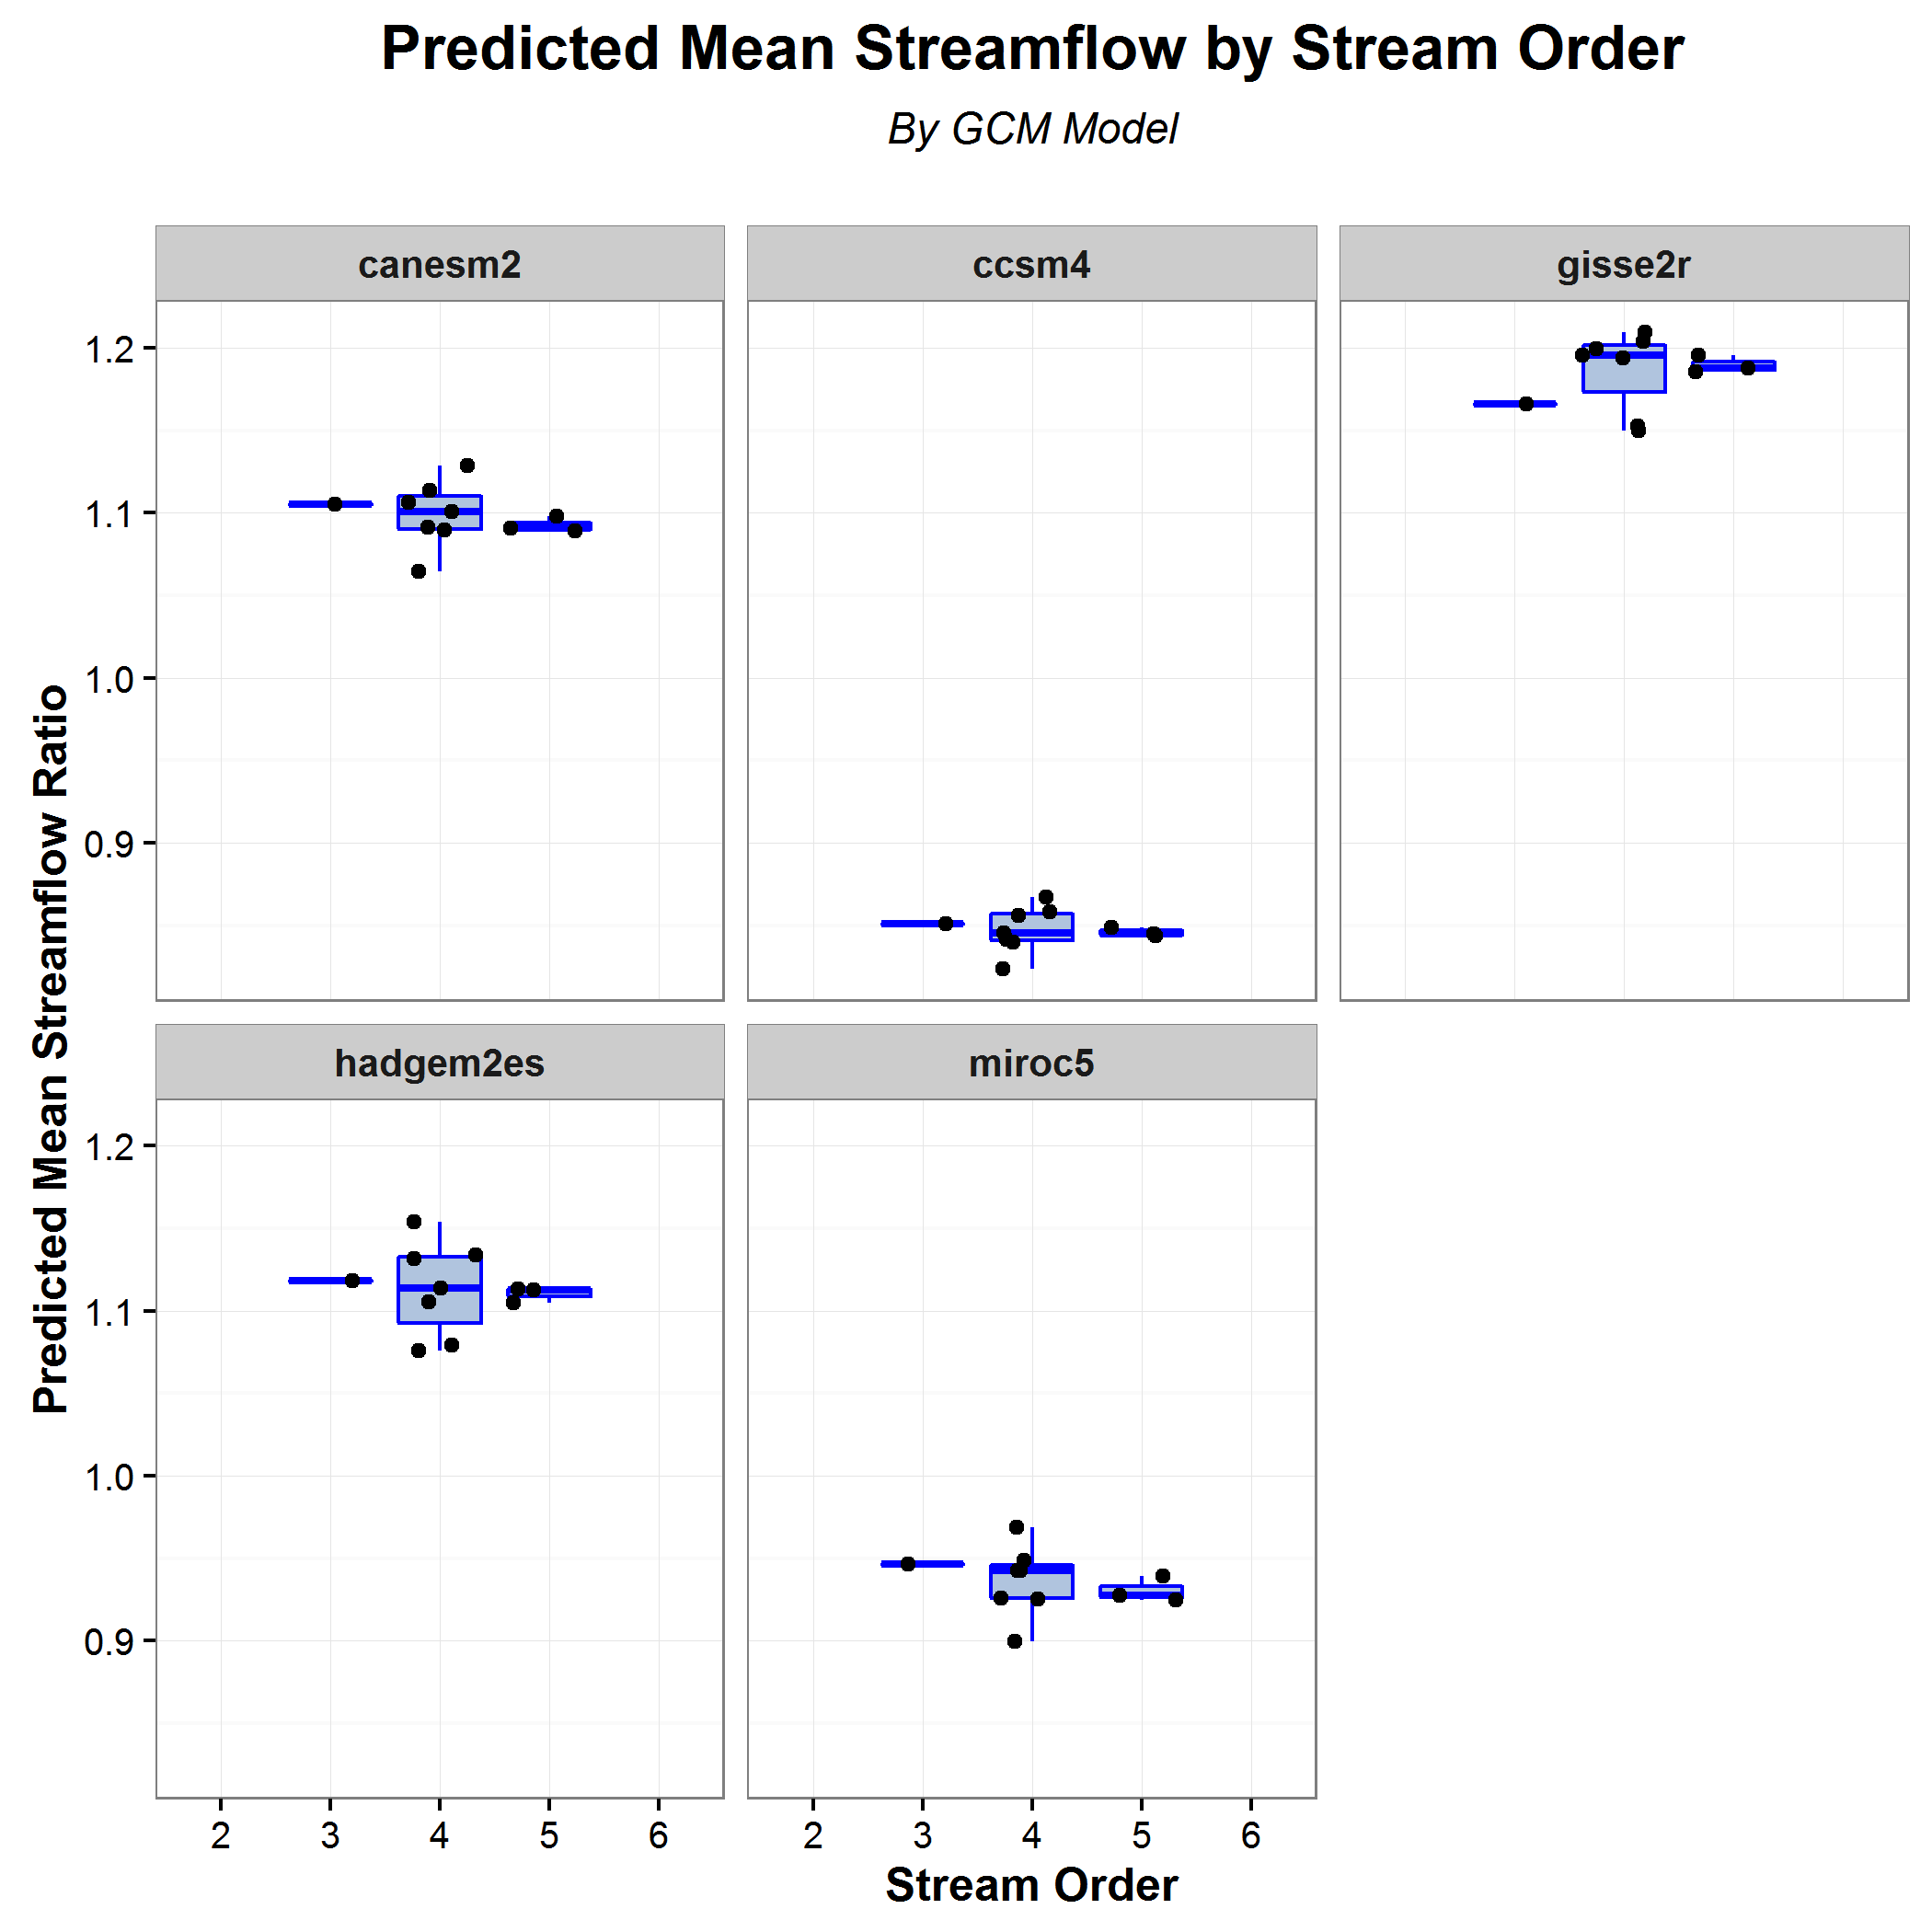 Predicted Mean Streamflow by Stream Order
By GCM Model
canesm2
ccsm4
gisse2r
1.2
1.1
1.0
0.9
hadgem2es
miroc5
1.2
1.1
1.0
0.9
2 3 4 5 6
2 3 4 5 6
Stream Order
Predicted Mean Streamflow Ratio